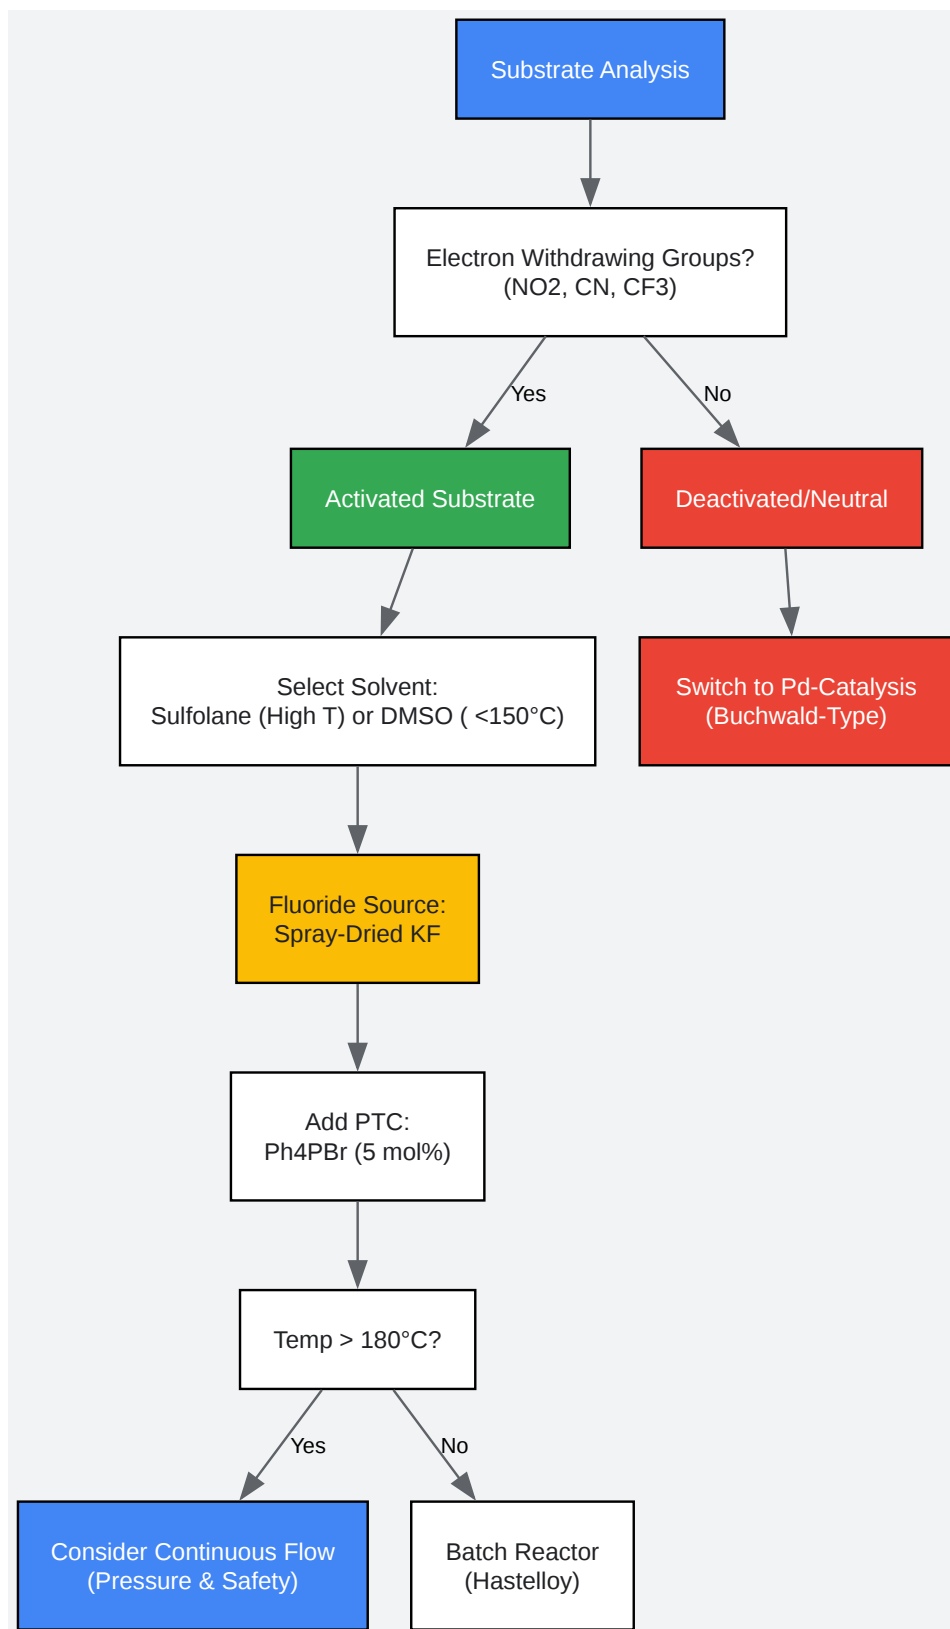 Substrate Analysis
Electron Withdrawing Groups?
(NO2, CN, CF3)
Yes
No
Activated Substrate
Deactivated/Neutral
Select Solvent:
Sulfolane (High T) or DMSO ( <150°C)
Switch to Pd-Catalysis
(Buchwald-Type)
Fluoride Source:
Spray-Dried KF
Add PTC:
Ph4PBr (5 mol%)
Temp > 180°C?
Yes
No
Consider Continuous Flow
(Pressure & Safety)
Batch Reactor
(Hastelloy)